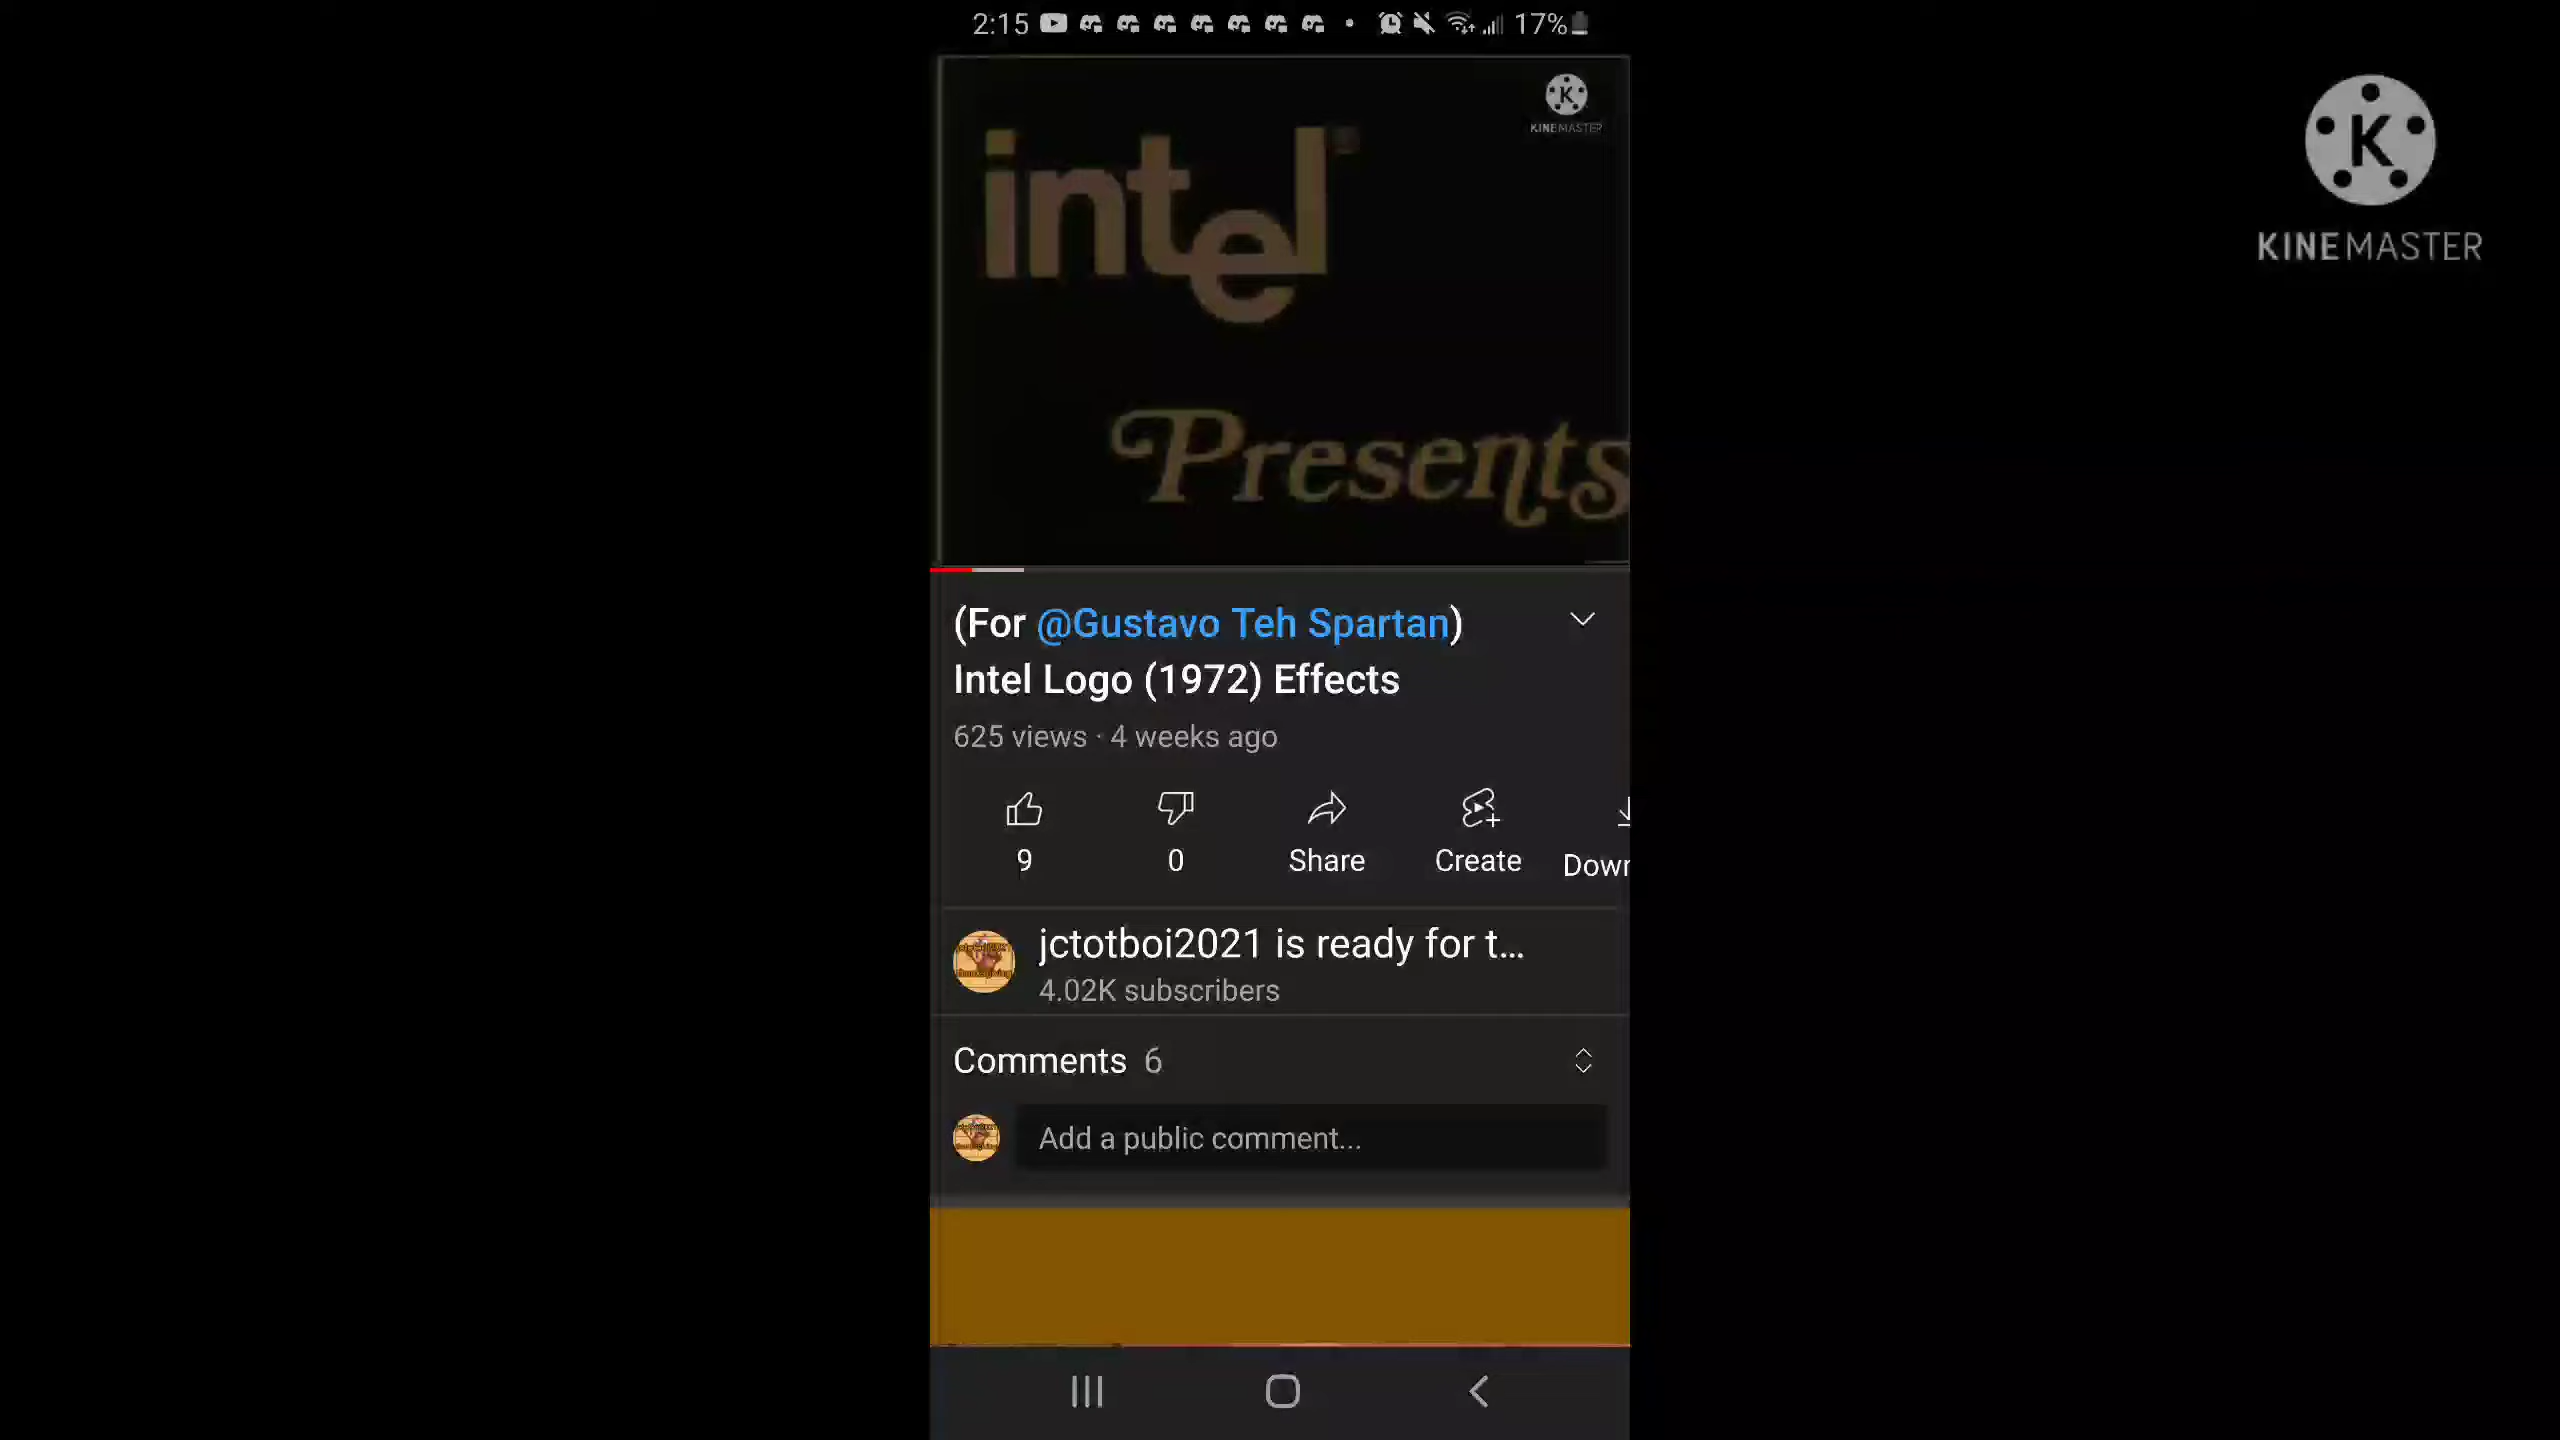 2:15
17%
K
KINEMASTER
K
KINEMASTER
intel
Presents
(For @Gustavo Teh Spartan)
Intel Logo (1972) Effects
625 views · 4 weeks ago
9
0
Share
Create
Down
jctotboi2021 is ready for t...
4.02K subscribers
Comments 6
Add a public comment...